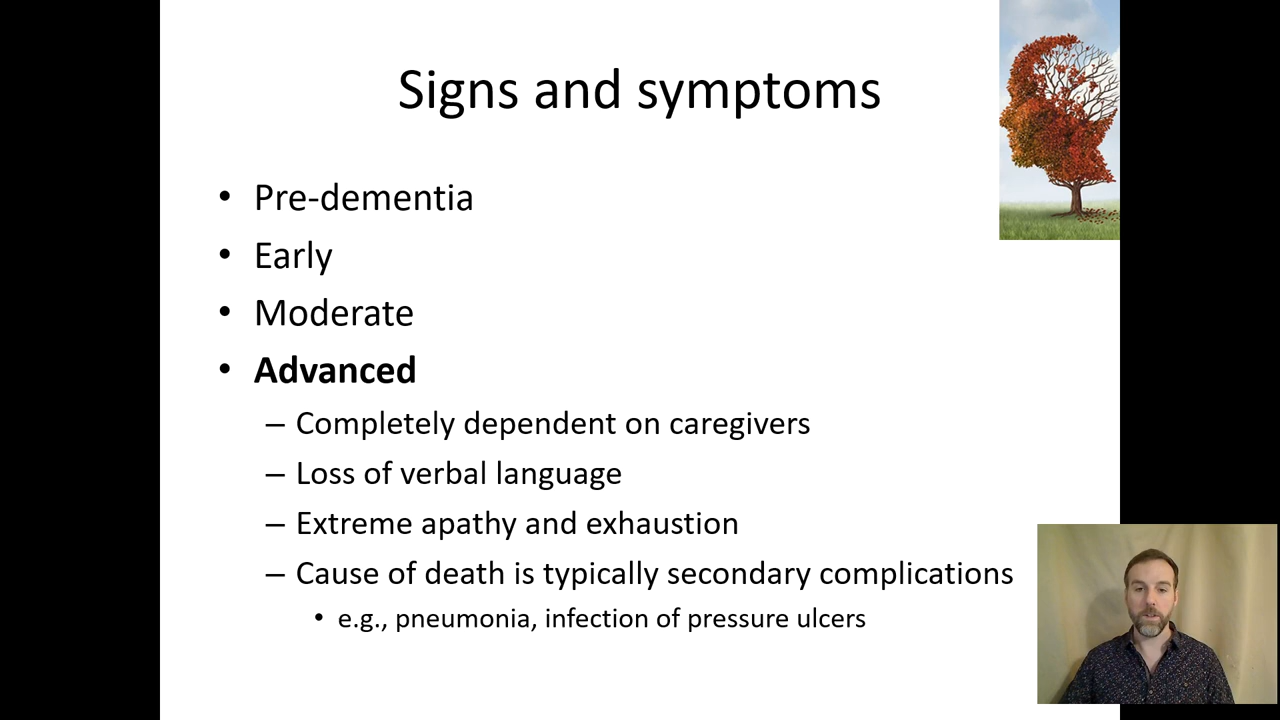 Signs and symptoms
• Pre-dementia
• Early
• Moderate
• Advanced
– Completely dependent on caregivers
– Loss of verbal language
– Extreme apathy and exhaustion
– Cause of death is typically secondary complications
• e.g., pneumonia, infection of pressure ulcers